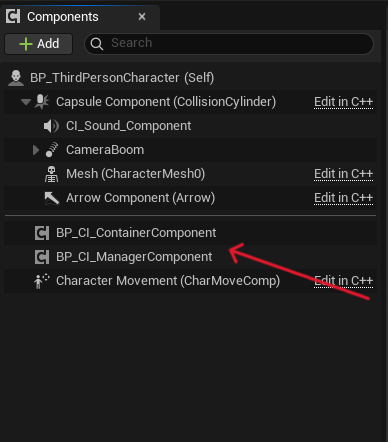 Components ×
+ Add Search
BP_ThirdPersonCharacter (Self)
Capsule Component (CollisionCylinder) Edit in C++
CI_Sound_Component
CameraBoom
Mesh (CharacterMesh0) Edit in C++
Arrow Component (Arrow) Edit in C++
BP_CI_ContainerComponent
BP_CI_ManagerComponent
Character Movement (CharMoveComp) Edit in C++